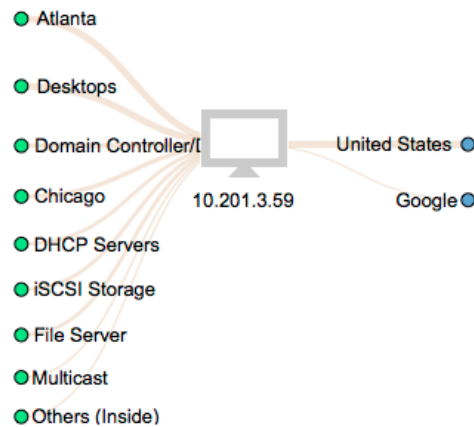 Atlanta
Desktops
Domain Controller/D
United States
Chicago
10.201.3.59
Google
DHCP Servers
iSCSI Storage
File Server
Multicast
Others (Inside)